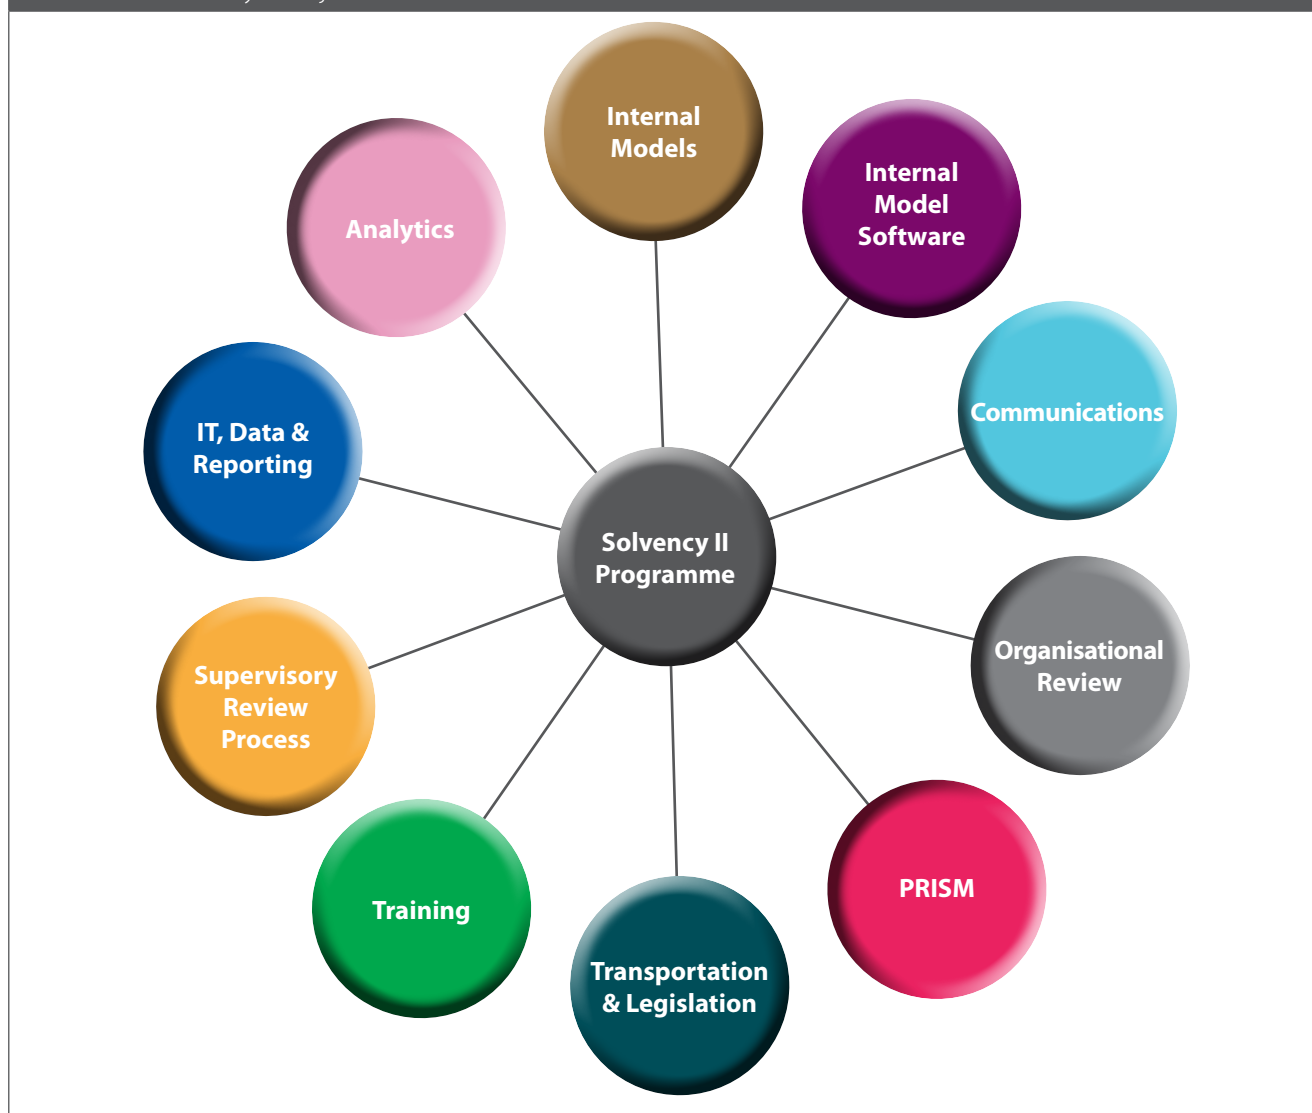 Internal
Models
Internal
Model
Software
Analytics
Communications
IT, Data &
Reporting
Solvency II
Programme
Organisational
Review
Supervisory
Review
Process
PRISM
Training
Transportation
& Legislation